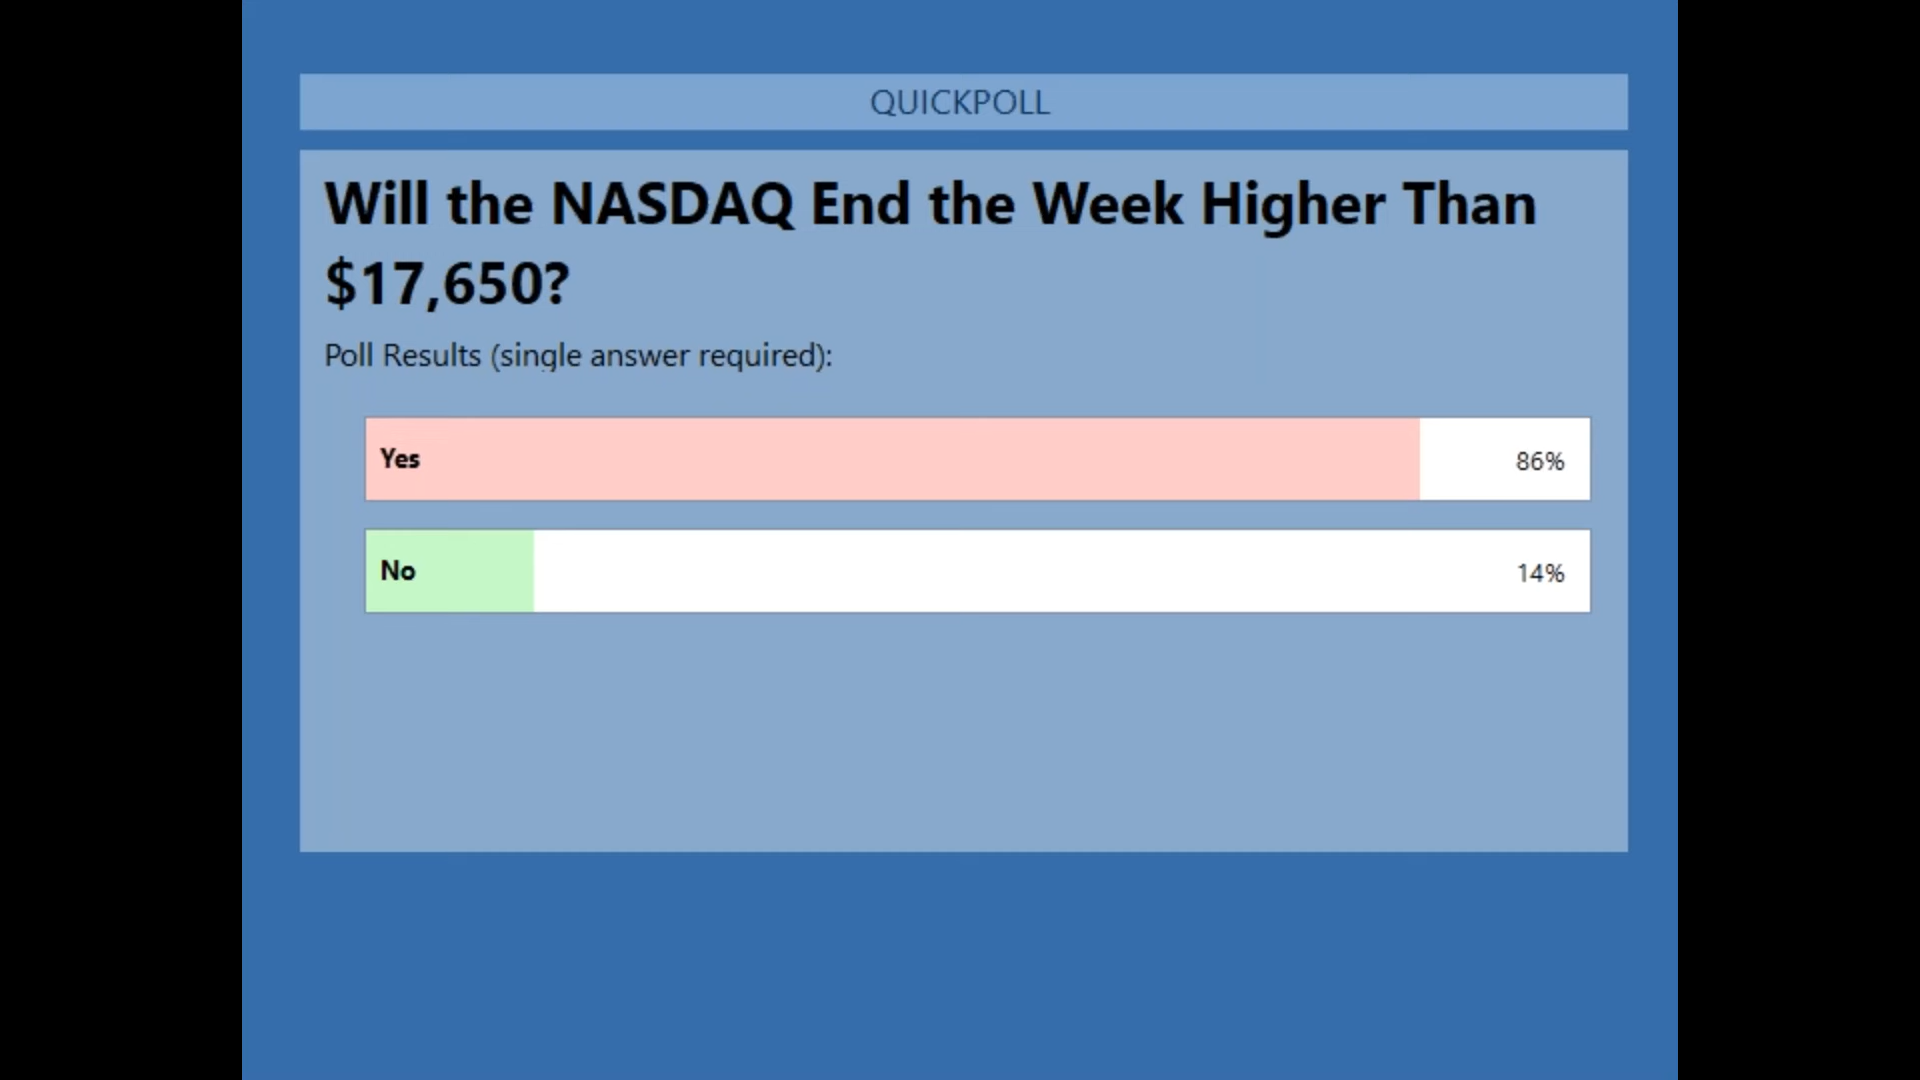 QUICKPOLL
Will the NASDAQ End the Week Higher Than
$17,650?
Poll Results (single answer required):
Yes 86%
No 14%